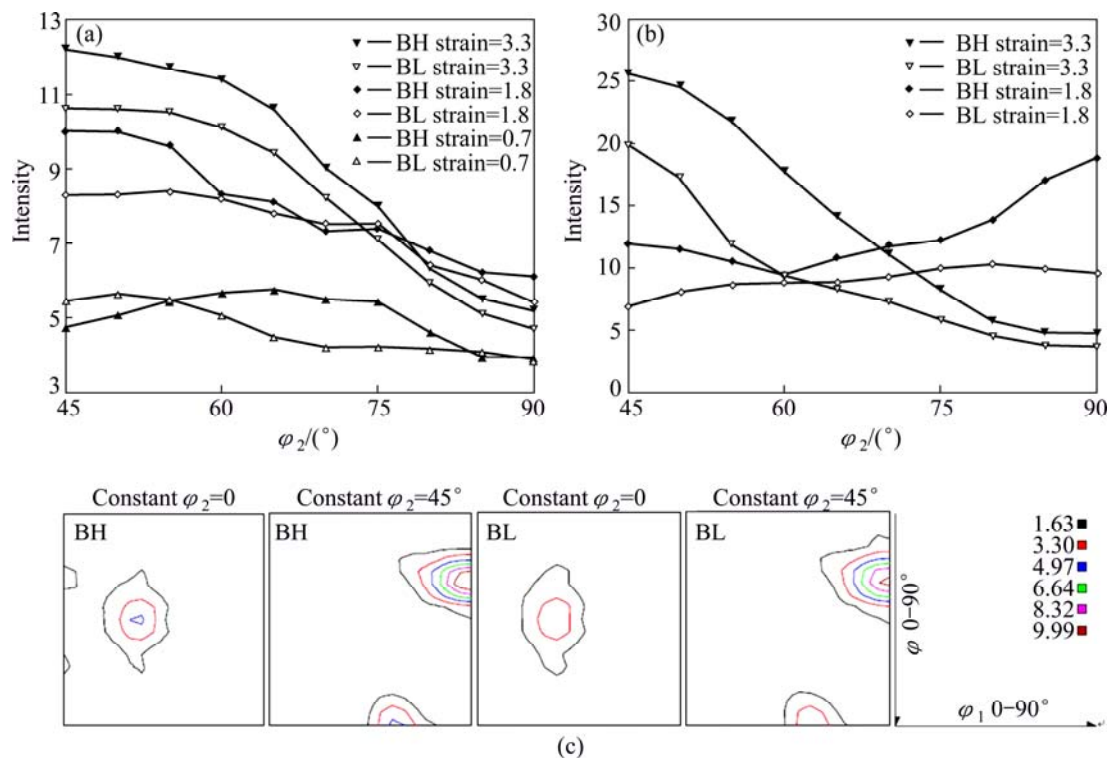 (a)
13
11
9
7
5
3
Intensity
BH strain=3.3
BL strain=3.3
BH strain=1.8
BL strain=1.8
BH strain=0.7
BL strain=0.7
45 60 75 90
φ2/(°)
(b)
30
25
20
15
10
5
0
Intensity
BH strain=3.3
BL strain=3.3
BH strain=1.8
BL strain=1.8
45 60 75 90
φ2/(°)
Constant φ2=0
BH
Constant φ2=45°
BH
Constant φ2=0
BL
Constant φ2=45°
BL
φ 0−90°
φ1 0−90°
1.63
3.30
4.97
6.64
8.32
9.99
(c)